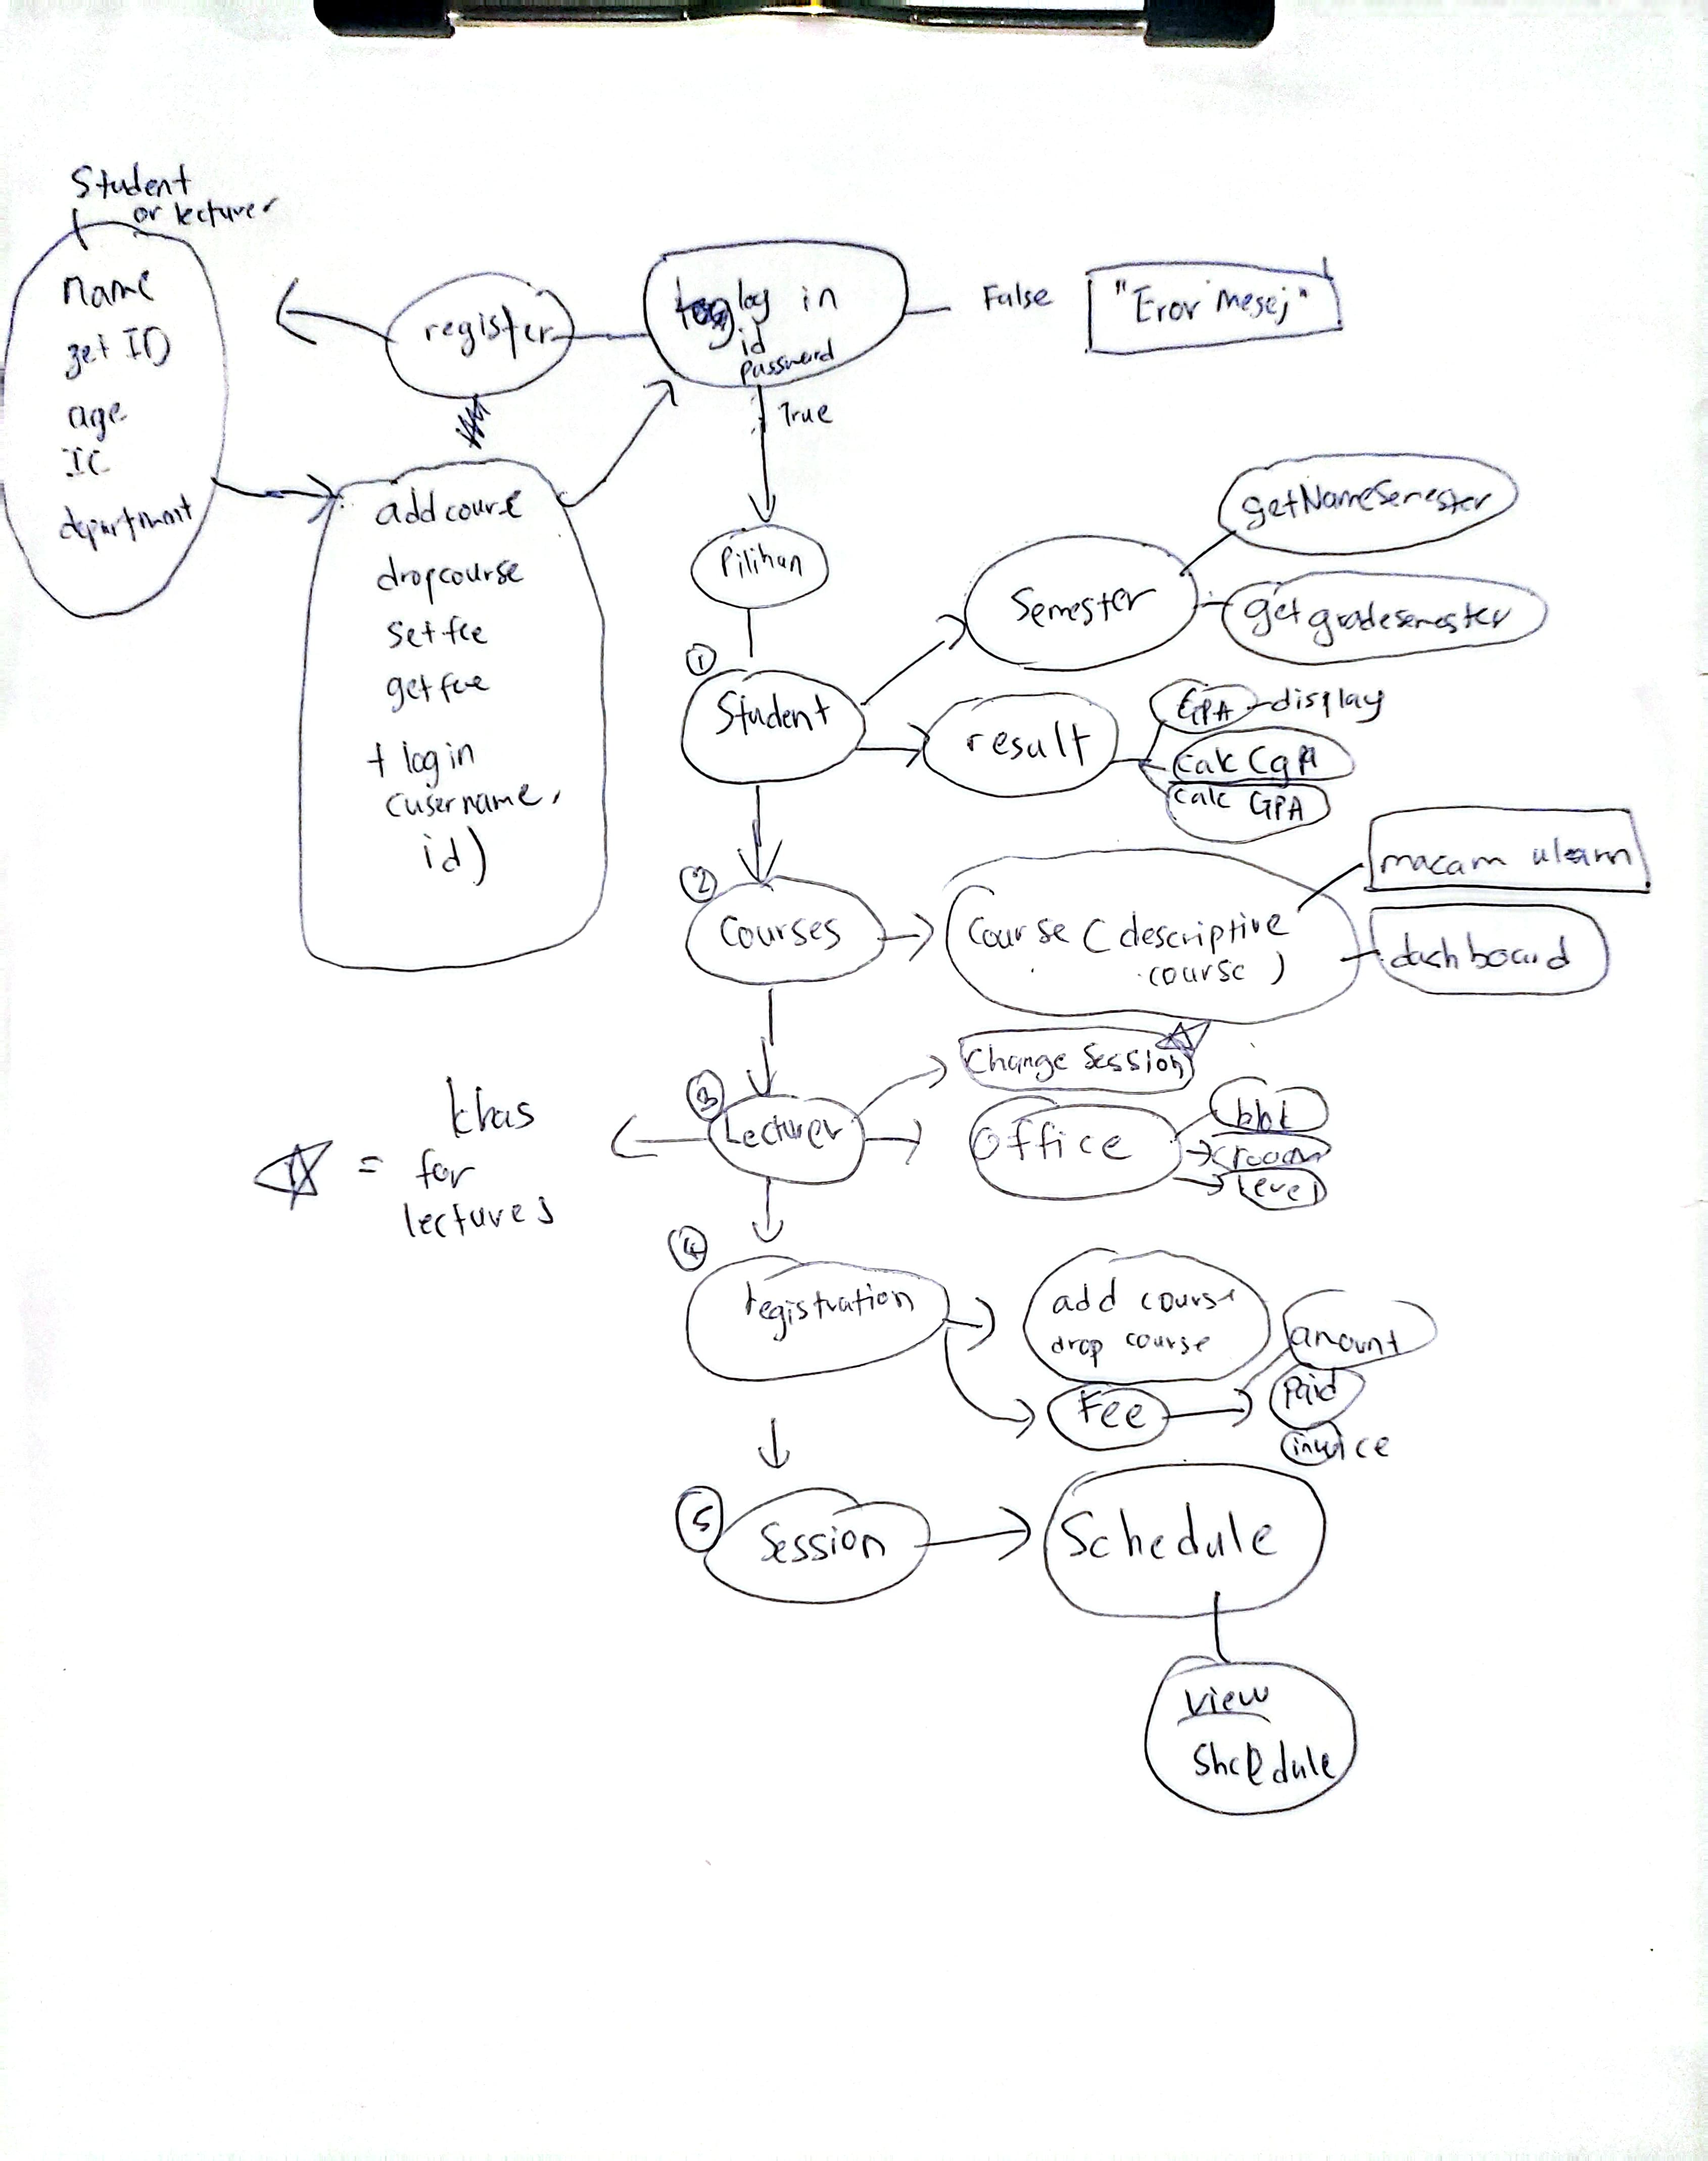 Student
or lecturer
name
get ID
age
IC
department
register
log in
id
password
False
"Eror mesej"
True
add course
dropcourse
set fee
get fee
+ login
(username,
id)
Pilihan
①
Student
Semester
getNameSemester
getgradesemester
result
GPA - display
calc CgPA
calc GPA
②
Courses
Course (descriptive
course)
macam ulearn
dashboard
③
Lecturer
Change Session ☆
Office
room
level
☆ = khas
for
lectures
④
registration
add course
drop course
Fee
amount
Paid
invoice
⑤
Session
Schedule
View
Shcedule